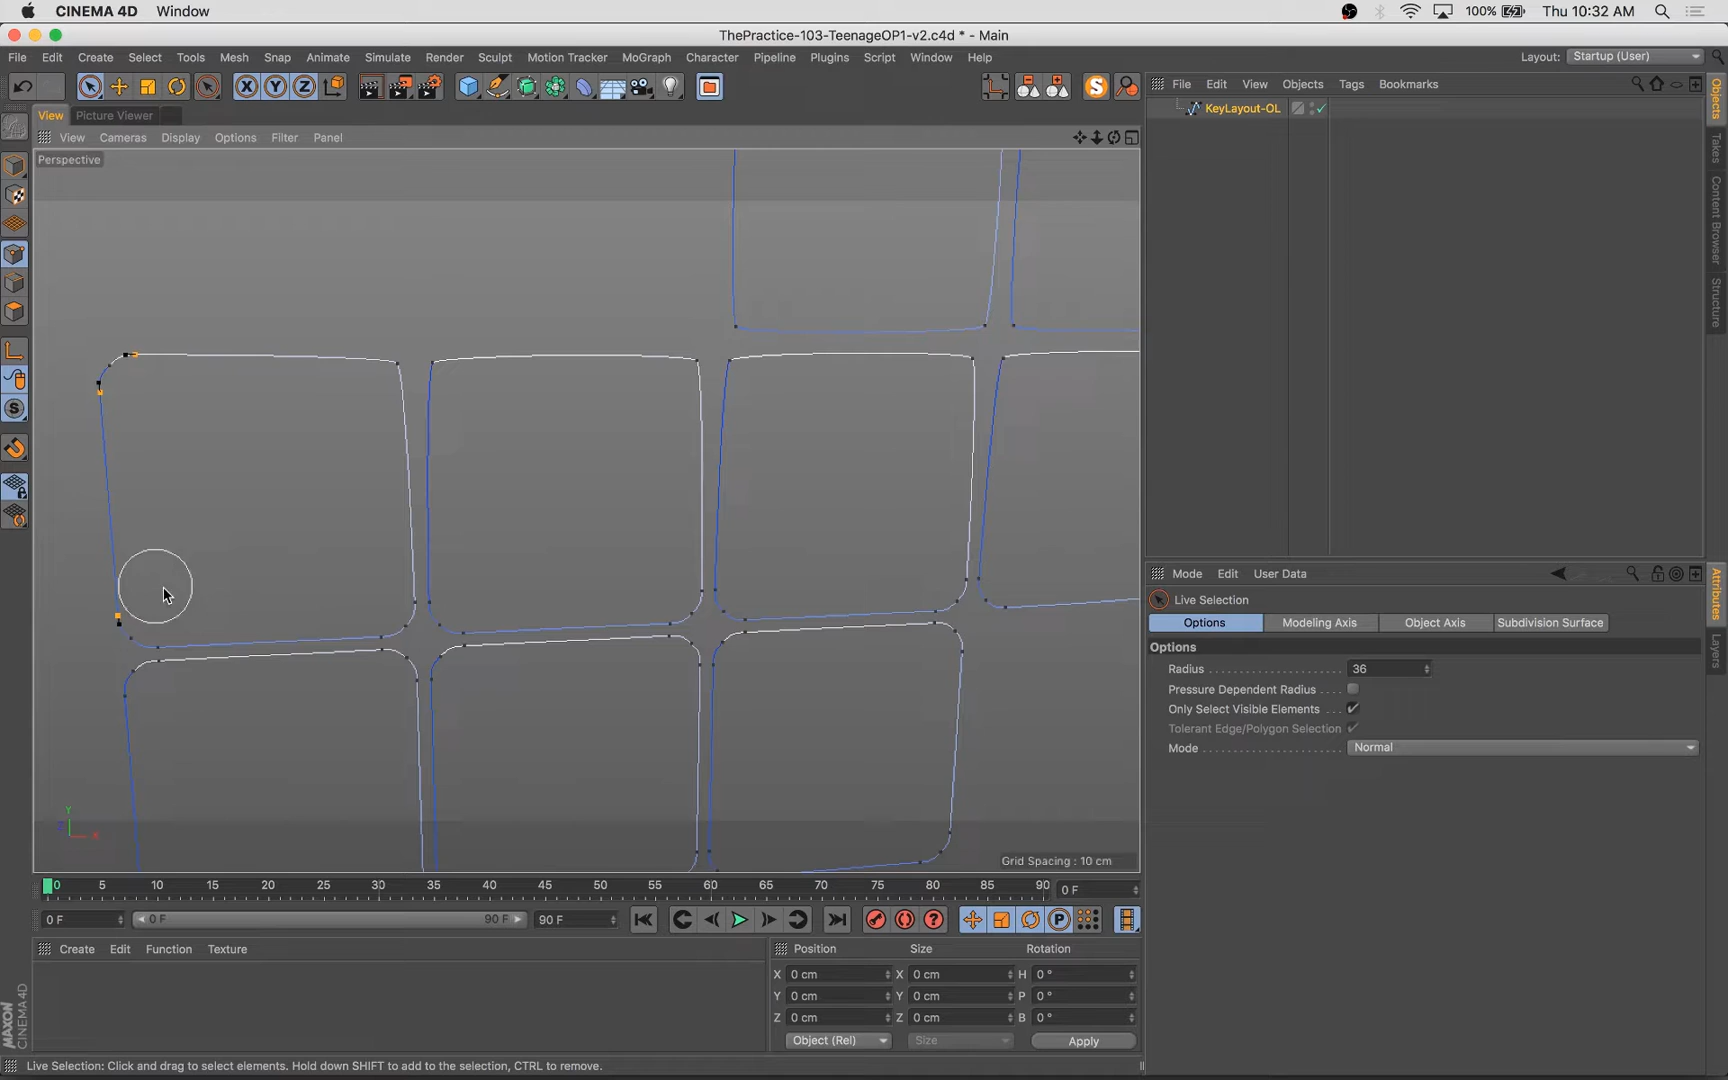 CINEMA 4D Window 100% Thu 10:32 AM
ThePractice-103-TeenageOP1-v2.c4d * - Main
File Edit Create Select Tools Mesh Snap Animate Simulate Render Sculpt Motion Tracker MoGraph Character Pipeline Plugins Script Window Help Layout: Startup (User)
X Y Z S File Edit View Objects Tags Bookmarks
View Picture Viewer KeyLayout-OL
View Cameras Display Options Filter Panel
Perspective
Objects
Takes
Content Browser
Structure
S
Mode Edit User Data
Live Selection
Options Modeling Axis Object Axis Subdivision Surface
Options
Radius 36
Pressure Dependent Radius
Only Select Visible Elements
Tolerant Edge/Polygon Selection
Mode Normal
Attributes
Layers
Y
X
Grid Spacing : 10 cm
0 5 10 15 20 25 30 35 40 45 50 55 60 65 70 75 80 85 90 0 F
0 F 0 F 90 F 90 F ? P
Create Edit Function Texture Position Size Rotation
X 0 cm X 0 cm H 0 °
Y 0 cm Y 0 cm P 0 °
Z 0 cm Z 0 cm B 0 °
Object (Rel) Size Apply
MAXON
CINEMA 4D
Live Selection: Click and drag to select elements. Hold down SHIFT to add to the selection, CTRL to remove.